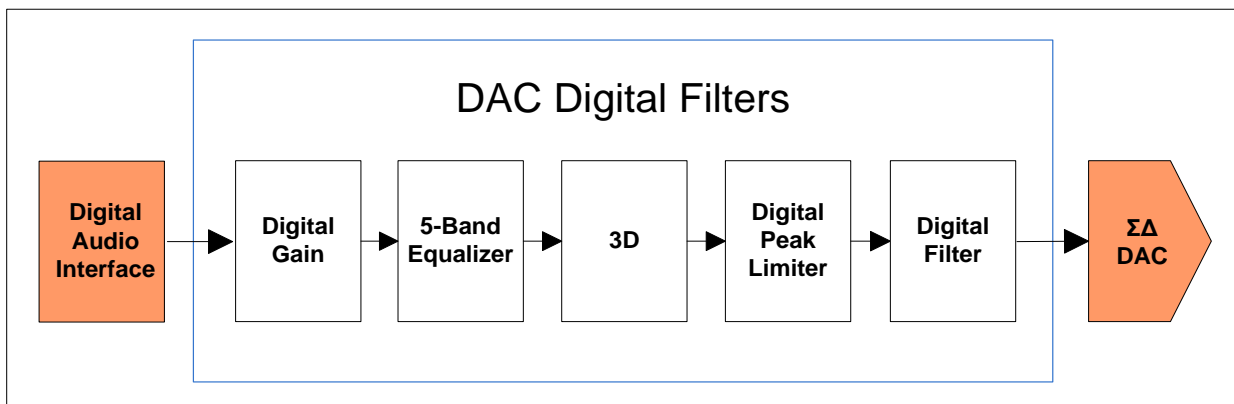 DAC Digital Filters
Digital
Audio
Interface
Digital
Gain
5-Band
Equalizer
3D
Digital
Peak
Limiter
Digital
Filter
ΣΔ
DAC